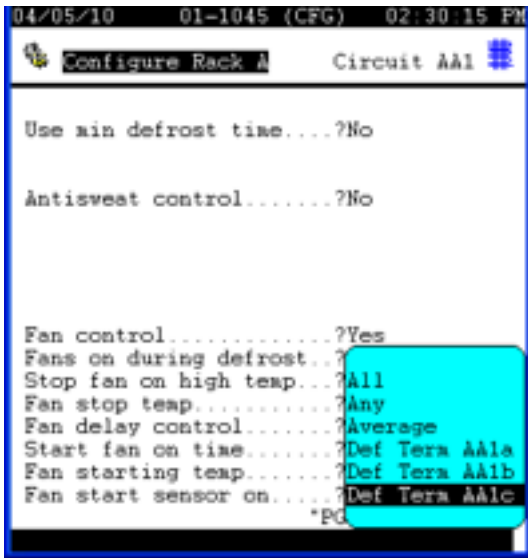 04/05/10 01-1045 (CFG) 02:30:15 PM
Configure Rack A Circuit AA1
Use min defrost time....?No
Antisweat control.......?No
Fan control.............?Yes
Fans on during defrost..?
Stop fan on high temp...?All
Fan stop temp...........?Any
Fan delay control.......?Average
Start fan on time.......?Def Term AA1a
Fan starting temp.......?Def Term AA1b
Fan start sensor on.....?Def Term AA1c
"PG